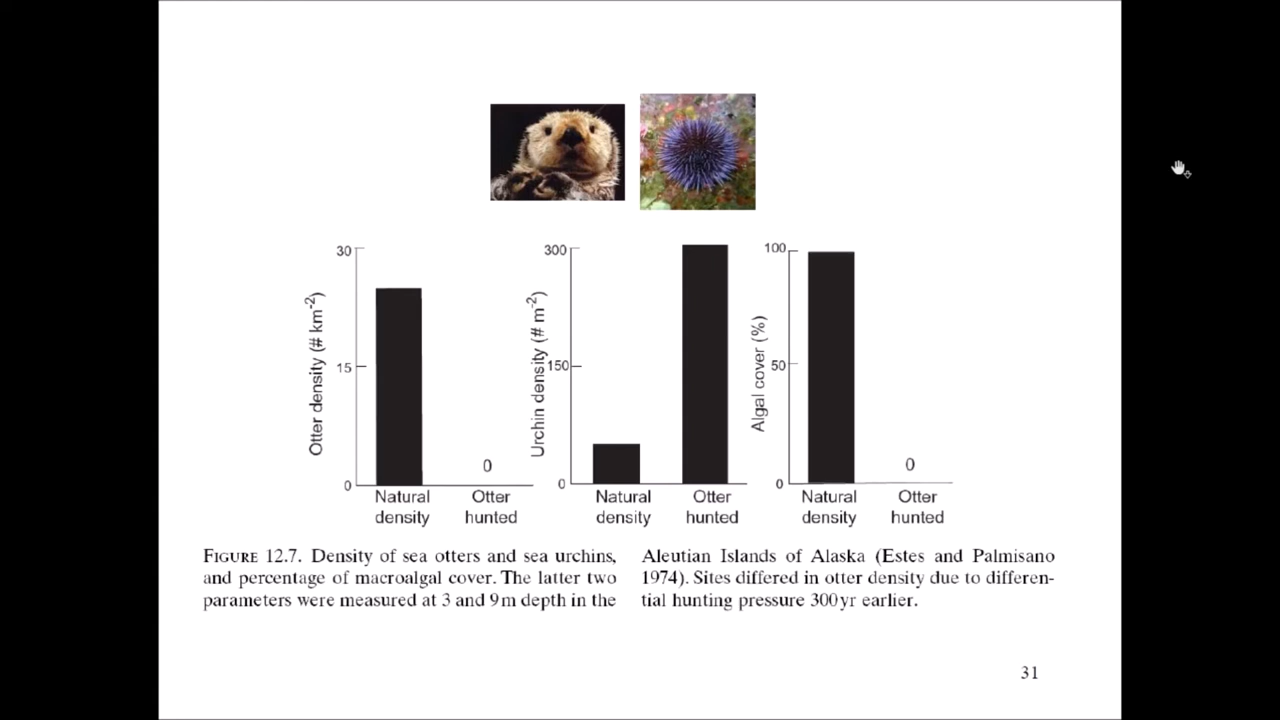 30
15
0
Otter density (# km-2)
0
Natural density
Otter hunted
300
150
0
Urchin density (# m-2)
Natural density
Otter hunted
100
50
0
Algal cover (%)
0
Natural density
Otter hunted
FIGURE 12.7. Density of sea otters and sea urchins,
and percentage of macroalgal cover. The latter two
parameters were measured at 3 and 9 m depth in the
Aleutian Islands of Alaska (Estes and Palmisano
1974). Sites differed in otter density due to differen-
tial hunting pressure 300 yr earlier.
31